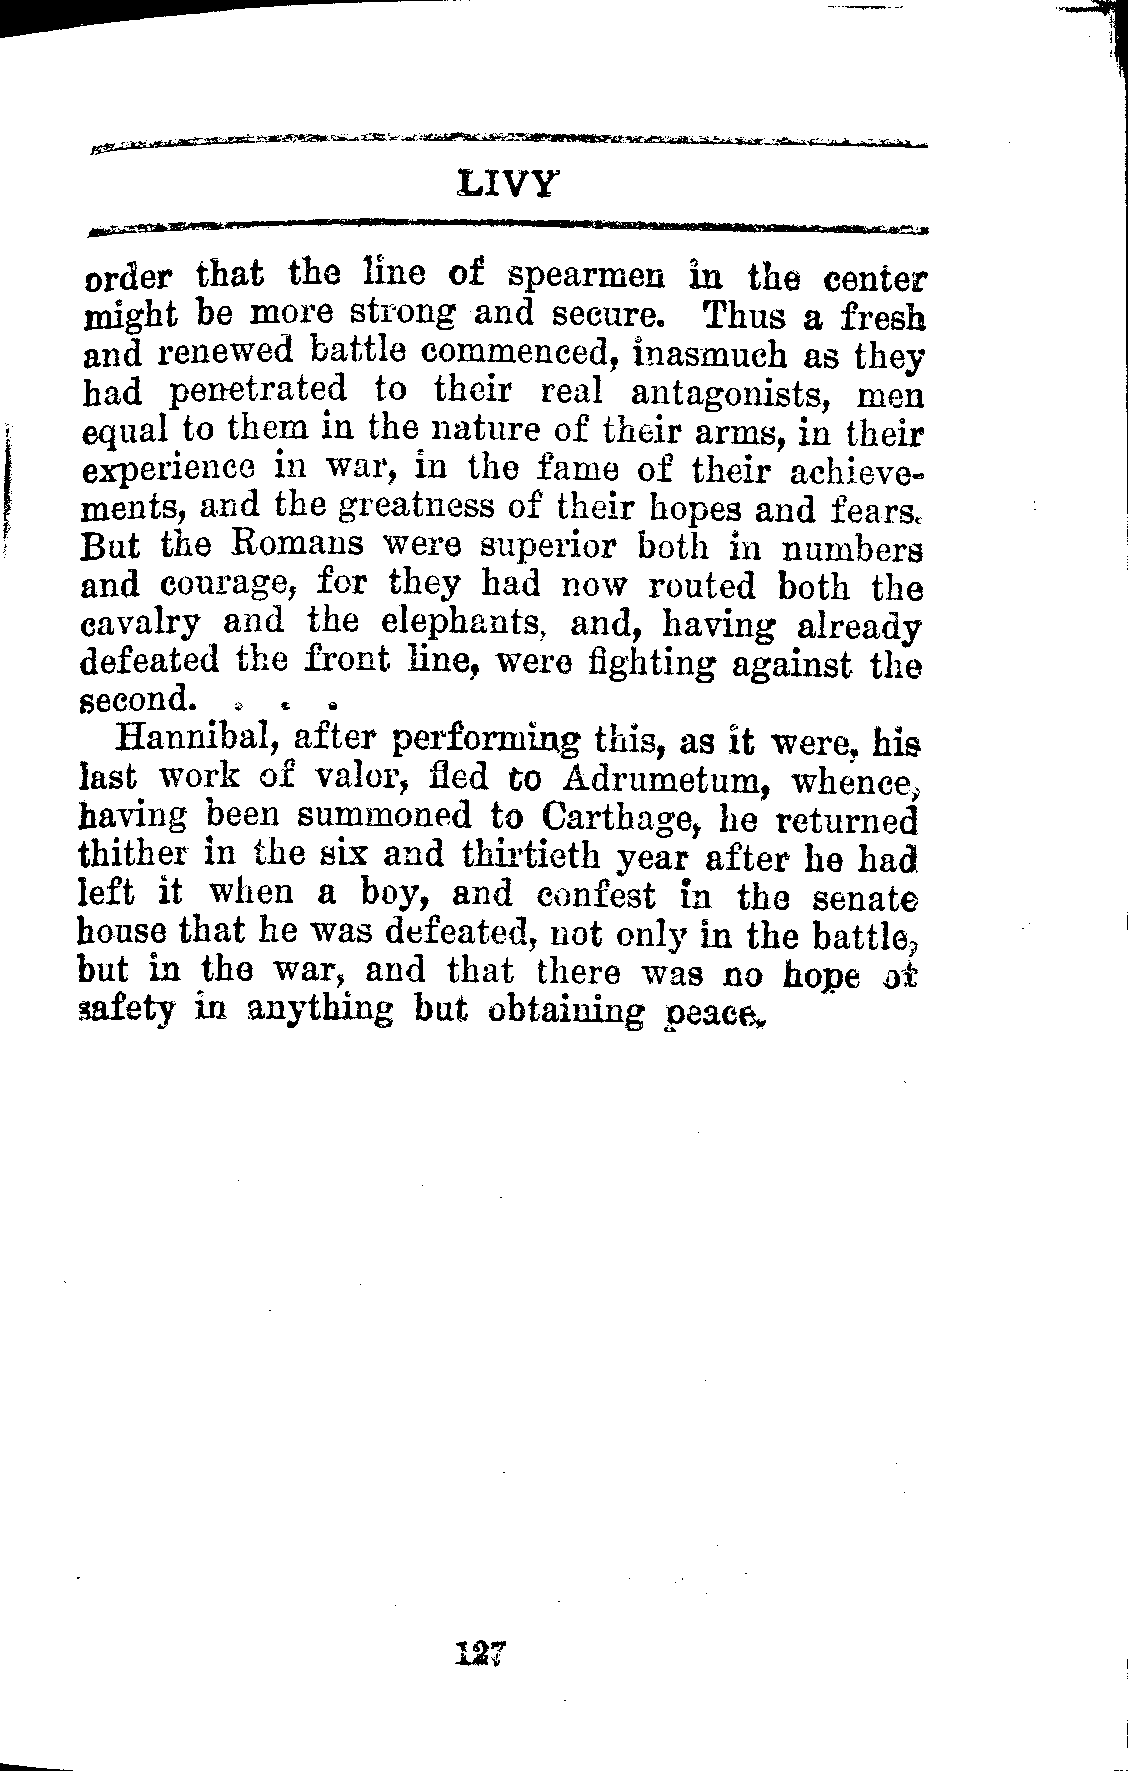 LIVY
order that the line of spearmen in the center
might be more strong and secure. Thus a fresh
and renewed battle commenced, inasmuch as they
had penetrated to their real antagonists, men
equal to them in the nature of their arms, in their
experience in war, in the fame of their achieve-
ments, and the greatness of their hopes and fears.
But the Romans were superior both in numbers
and courage, for they had now routed both the
cavalry and the elephants, and, having already
defeated the front line, were fighting against the
second. . . .
Hannibal, after performing this, as it were, his
last work of valor, fled to Adrumetum, whence,
having been summoned to Carthage, he returned
thither in the six and thirtieth year after he had
left it when a boy, and confest in the senate
house that he was defeated, not only in the battle,
but in the war, and that there was no hope of
safety in anything but obtaining peace.
127